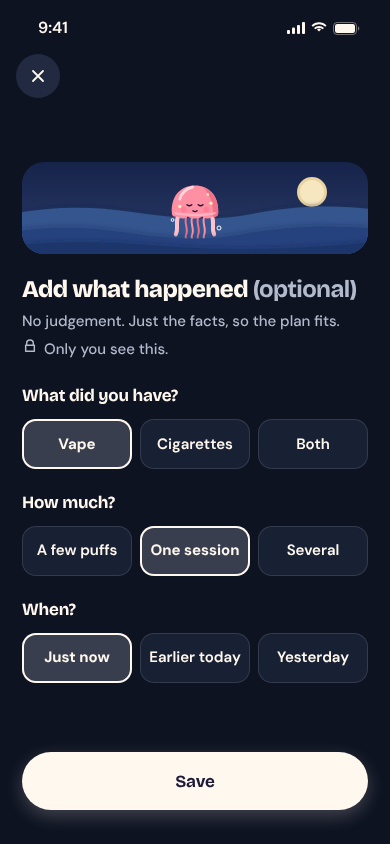 9:41
Add what happened (optional)
No judgement. Just the facts, so the plan fits.
Only you see this.
What did you have?
Vape
Cigarettes
Both
How much?
A few puffs
One session
Several
When?
Just now
Earlier today
Yesterday
Save